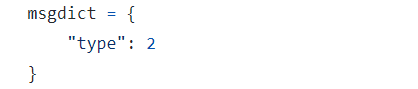 msgdict = {
    "type": 2
}